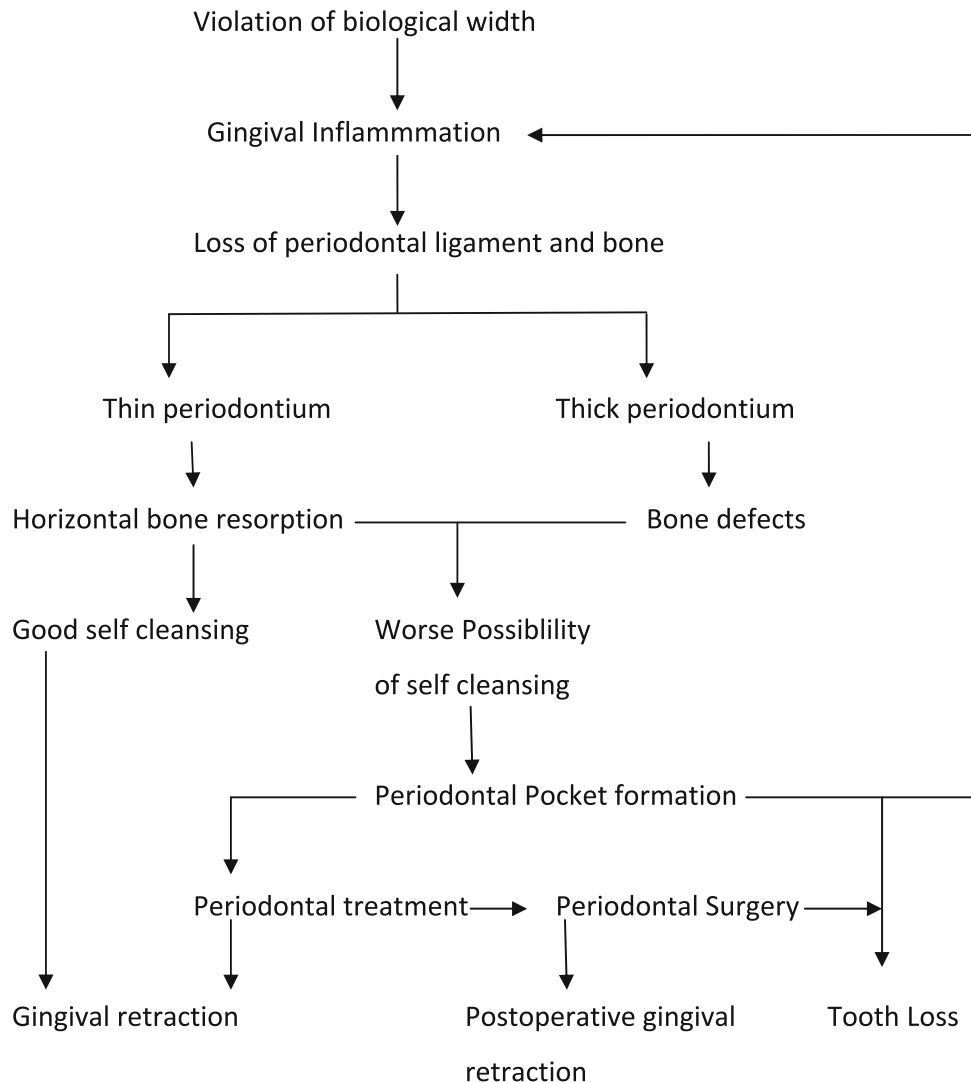 Violation of biological width
Gingival Inflammmation
Loss of periodontal ligament and bone
Thin periodontium
Thick periodontium
Horizontal bone resorption
Bone defects
Good self cleansing
Worse Possiblility
of self cleansing
Periodontal Pocket formation
Periodontal treatment
Periodontal Surgery
Gingival retraction
Postoperative gingival
retraction
Tooth Loss